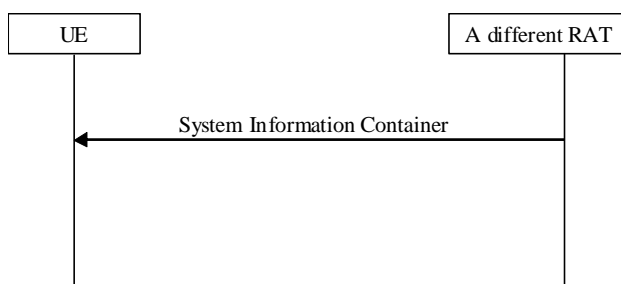 UE
A different RAT
System Information Container